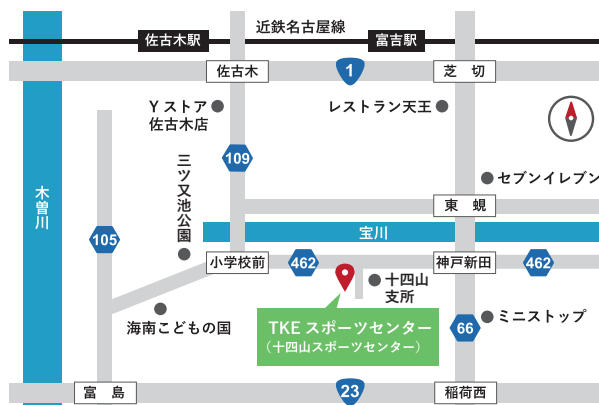 近鉄名古屋線
佐古木駅
富吉駅
佐古木
1
芝切
Yストア
佐古木店
レストラン天王
109
三ツ又池公園
セブンイレブン
東蜆
木曽川
宝川
105
小学校前
462
神戸新田
462
十四山
支所
海南こどもの国
TKEスポーツセンター
（十四山スポーツセンター）
66
ミニストップ
富島
23
稲荷西